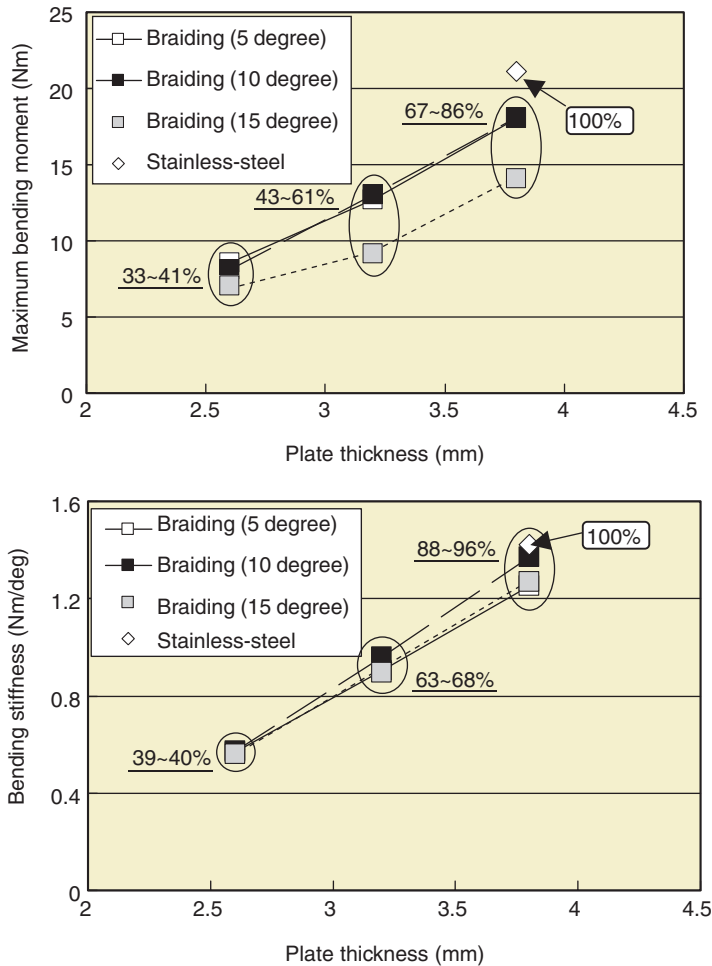 25
20
15
10
5
0
Maximum bending moment (Nm)
Braiding (5 degree)
Braiding (10 degree)
Braiding (15 degree)
Stainless-steel
67~86%
100%
43~61%
33~41%
2
2.5
3
3.5
4
4.5
Plate thickness (mm)
1.6
1.2
0.8
0.4
0
Bending stiffness (Nm/deg)
Braiding (5 degree)
Braiding (10 degree)
Braiding (15 degree)
Stainless-steel
88~96%
100%
63~68%
39~40%
2
2.5
3
3.5
4
4.5
Plate thickness (mm)